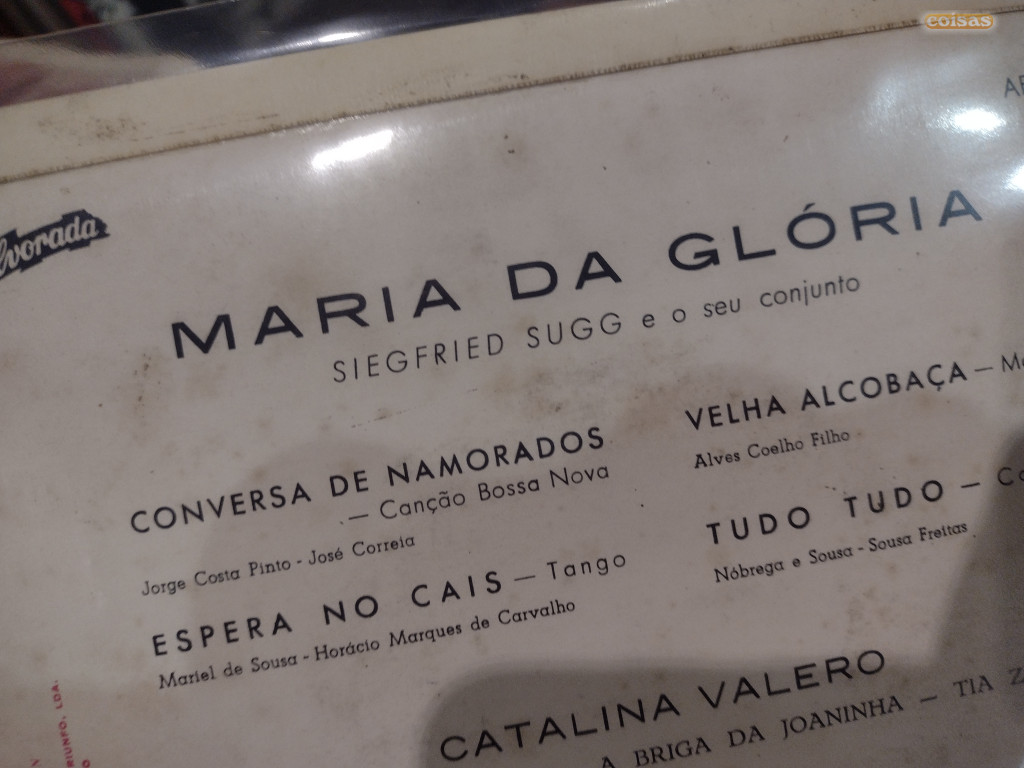 coisas
MARIA DA GLÓRIA
SIEGFRIED SUGG e o seu conjunto
CONVERSA DE NAMORADOS
— Canção Bossa Nova
Jorge Costa Pinto - José Correia
ESPERA NO CAIS — Tango
Mariel de Sousa - Horácio Marques de Carvalho
VELHA ALCOBAÇA —
Alves Coelho Filho
TUDO TUDO —
Nóbrega e Sousa - Sousa Freitas
CATALINA VALERO
A BRIGA DA JOANINHA — TIA
LDA.